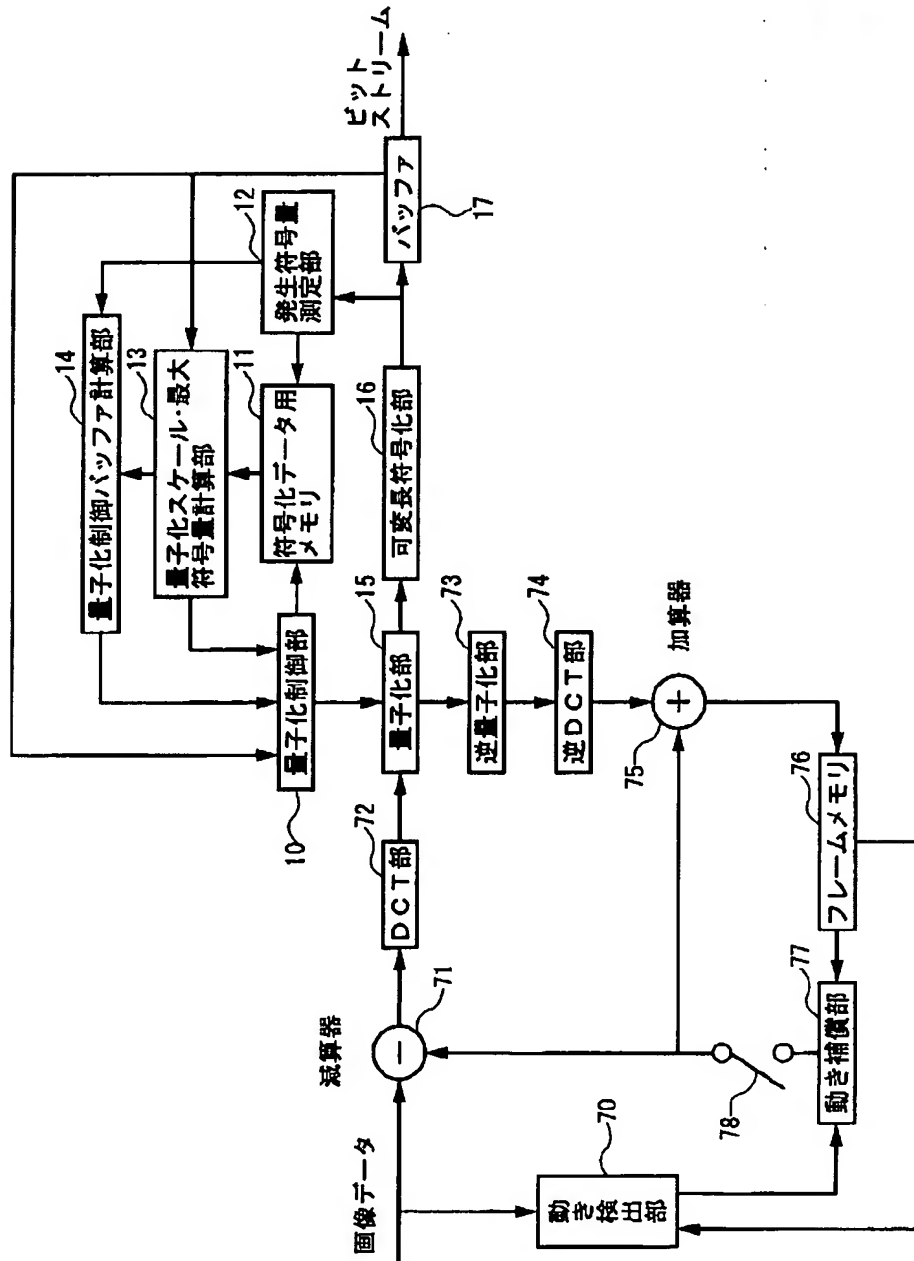 画像データ
減算器
71
−
70
動き検出部
72
DCT部
10
量子化制御部
14
量子化制御バッファ計算部
13
量子化スケール・最大
符号量計算部
11
符号化データ用
メモリ
12
発生符号量
測定部
15
量子化部
16
可変長符号化部
17
バッファ
ビット
ストリーム
73
逆量子化部
74
逆DCT部
加算器
75
+
76
フレームメモリ
77
動き補償部
78